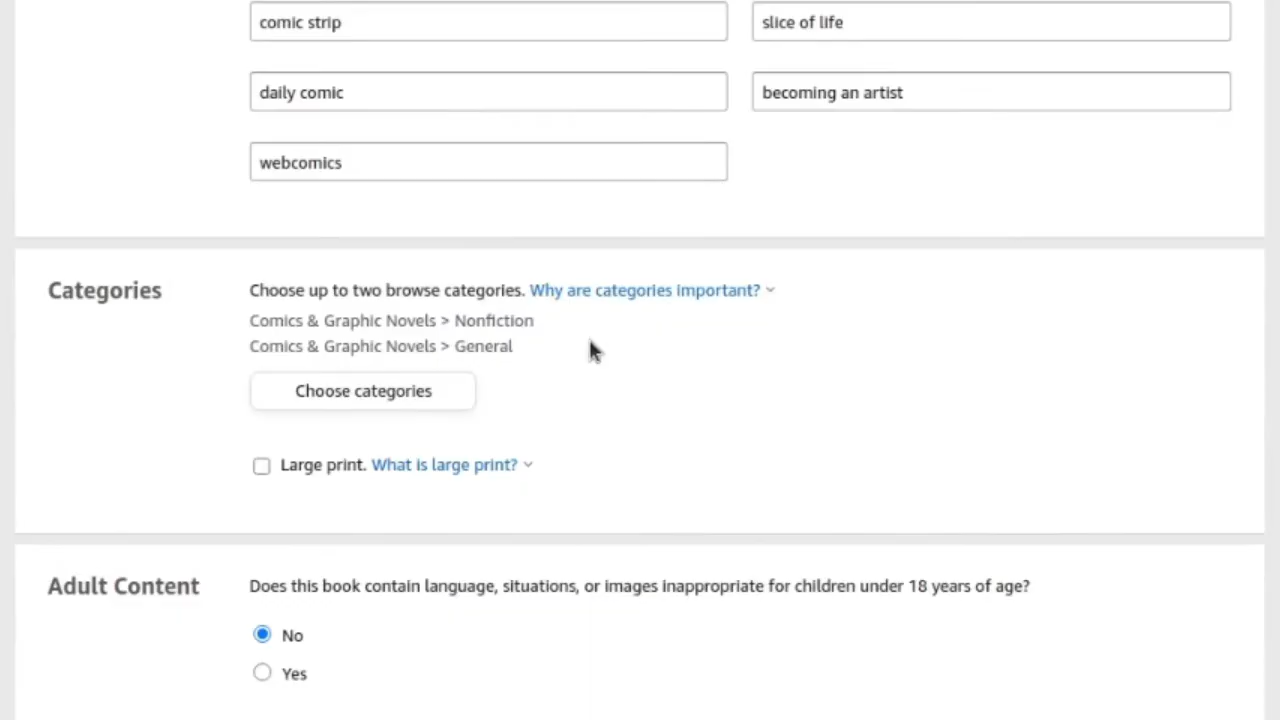 comic strip
slice of life
daily comic
becoming an artist
webcomics
Categories
Choose up to two browse categories. Why are categories important?
Comics & Graphic Novels > Nonfiction
Comics & Graphic Novels > General
Choose categories
Large print. What is large print?
Adult Content
Does this book contain language, situations, or images inappropriate for children under 18 years of age?
No
Yes